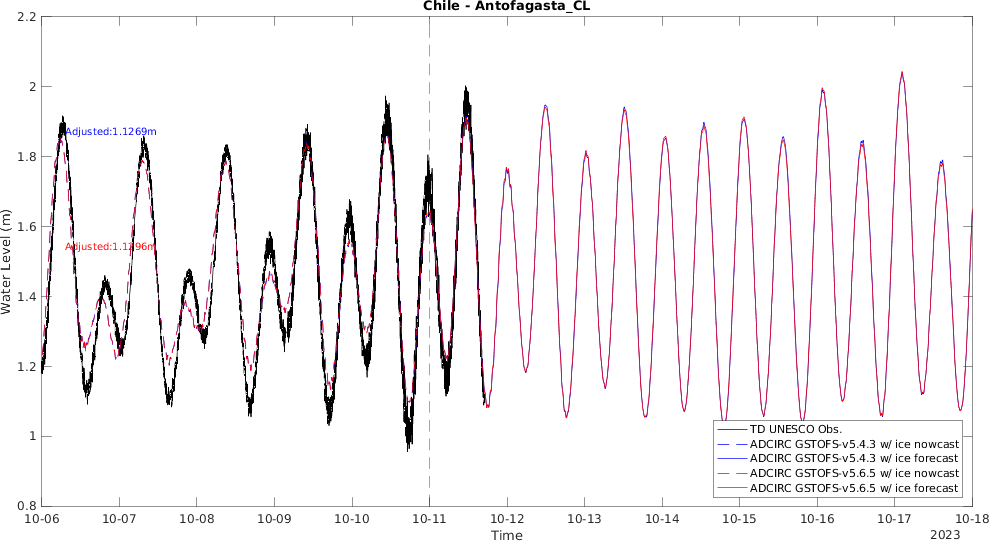 Chile - Antofagasta_CL
2.2
2
1.8
1.6
1.4
1.2
1
0.8
Water Level (m)
Adjusted:1.1269m
Adjusted:1.1296m
TD UNESCO Obs.
ADCIRC GSTOFS-v5.4.3 w/ ice nowcast
ADCIRC GSTOFS-v5.4.3 w/ ice forecast
ADCIRC GSTOFS-v5.6.5 w/ ice nowcast
ADCIRC GSTOFS-v5.6.5 w/ ice forecast
10-06 10-07 10-08 10-09 10-10 10-11 10-12 10-13 10-14 10-15 10-16 10-17 10-18
Time
2023